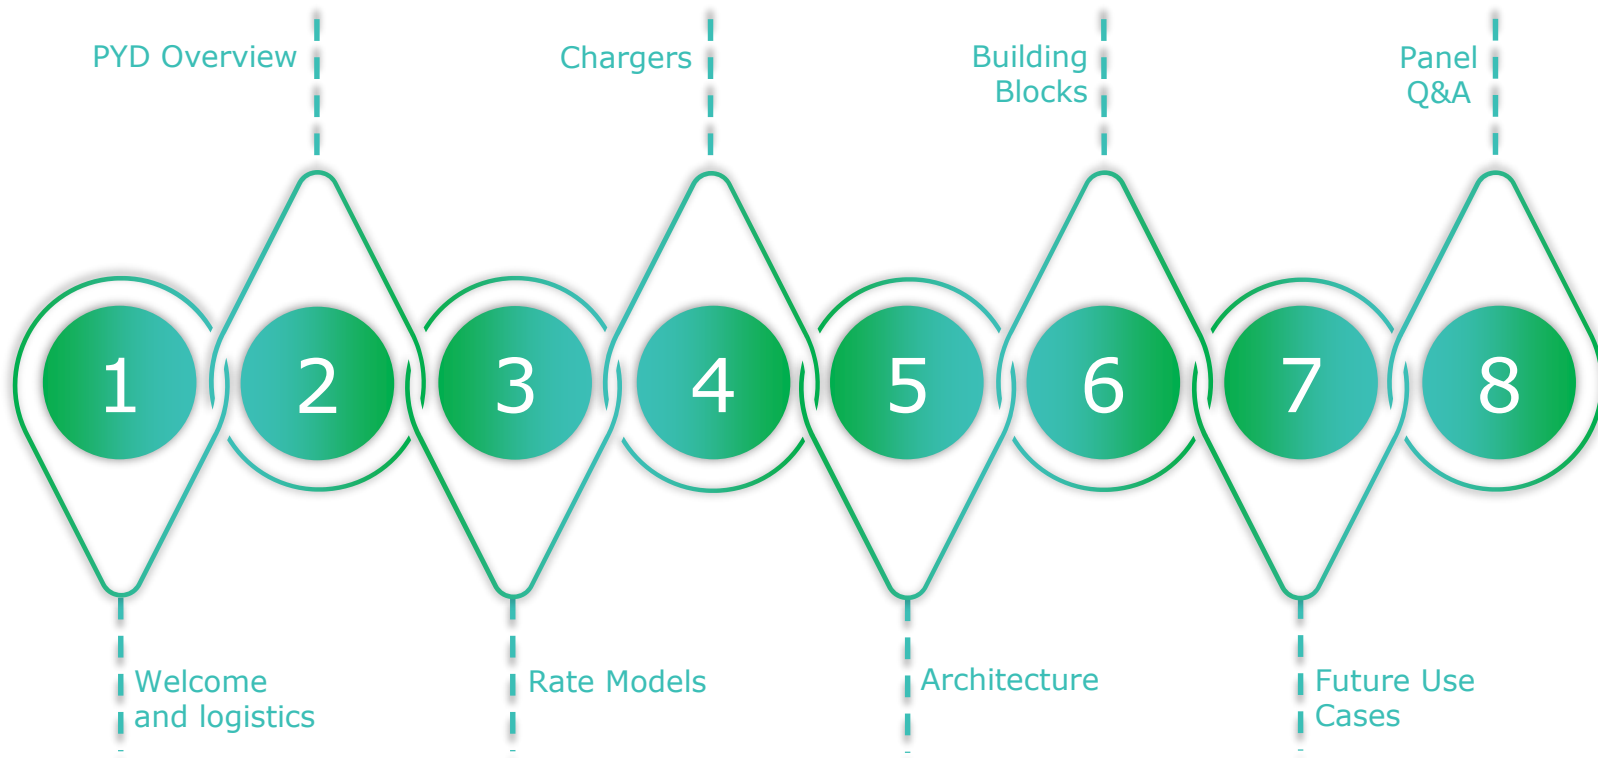 PYD Overview
Chargers
Building
Blocks
Panel
Q&A
1
2
3
4
5
6
7
8
Welcome
and logistics
Rate Models
Architecture
Future Use
Cases